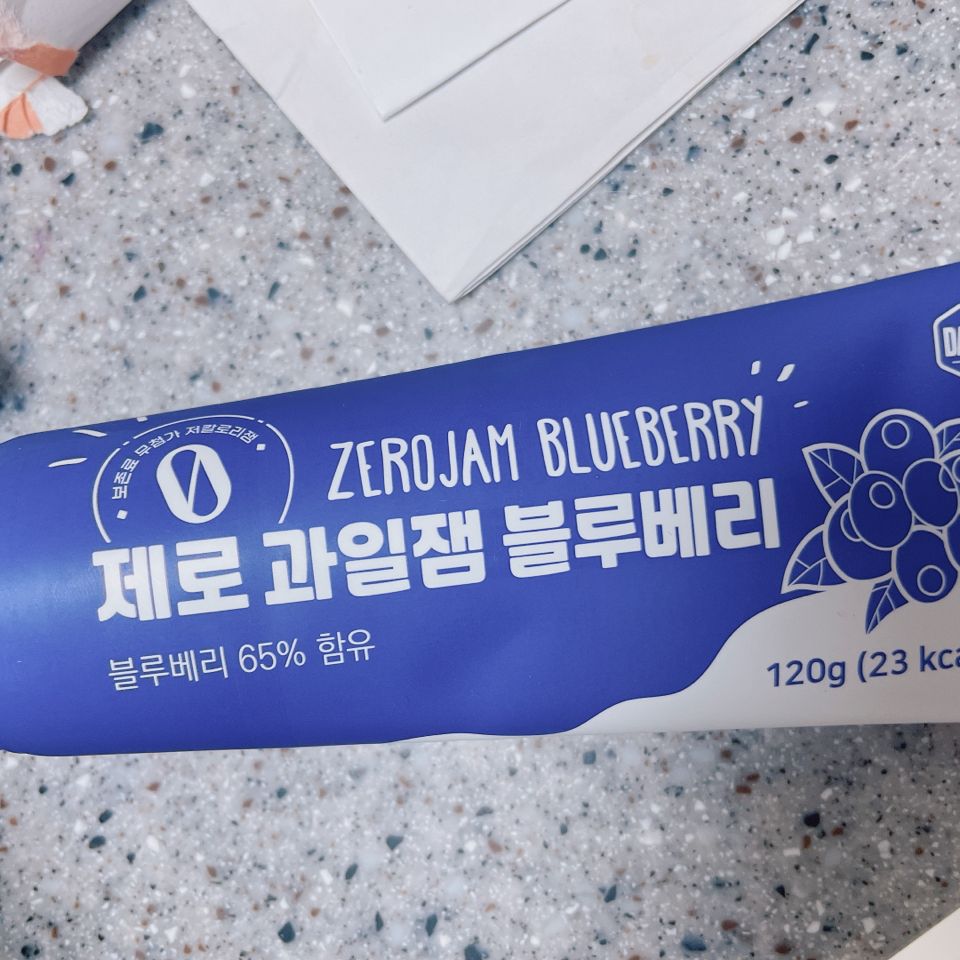 보존료 무첨가 저칼로리잼
ZEROJAM BLUEBERRY
제로 과일잼 블루베리
블루베리 65% 함유
120g (23